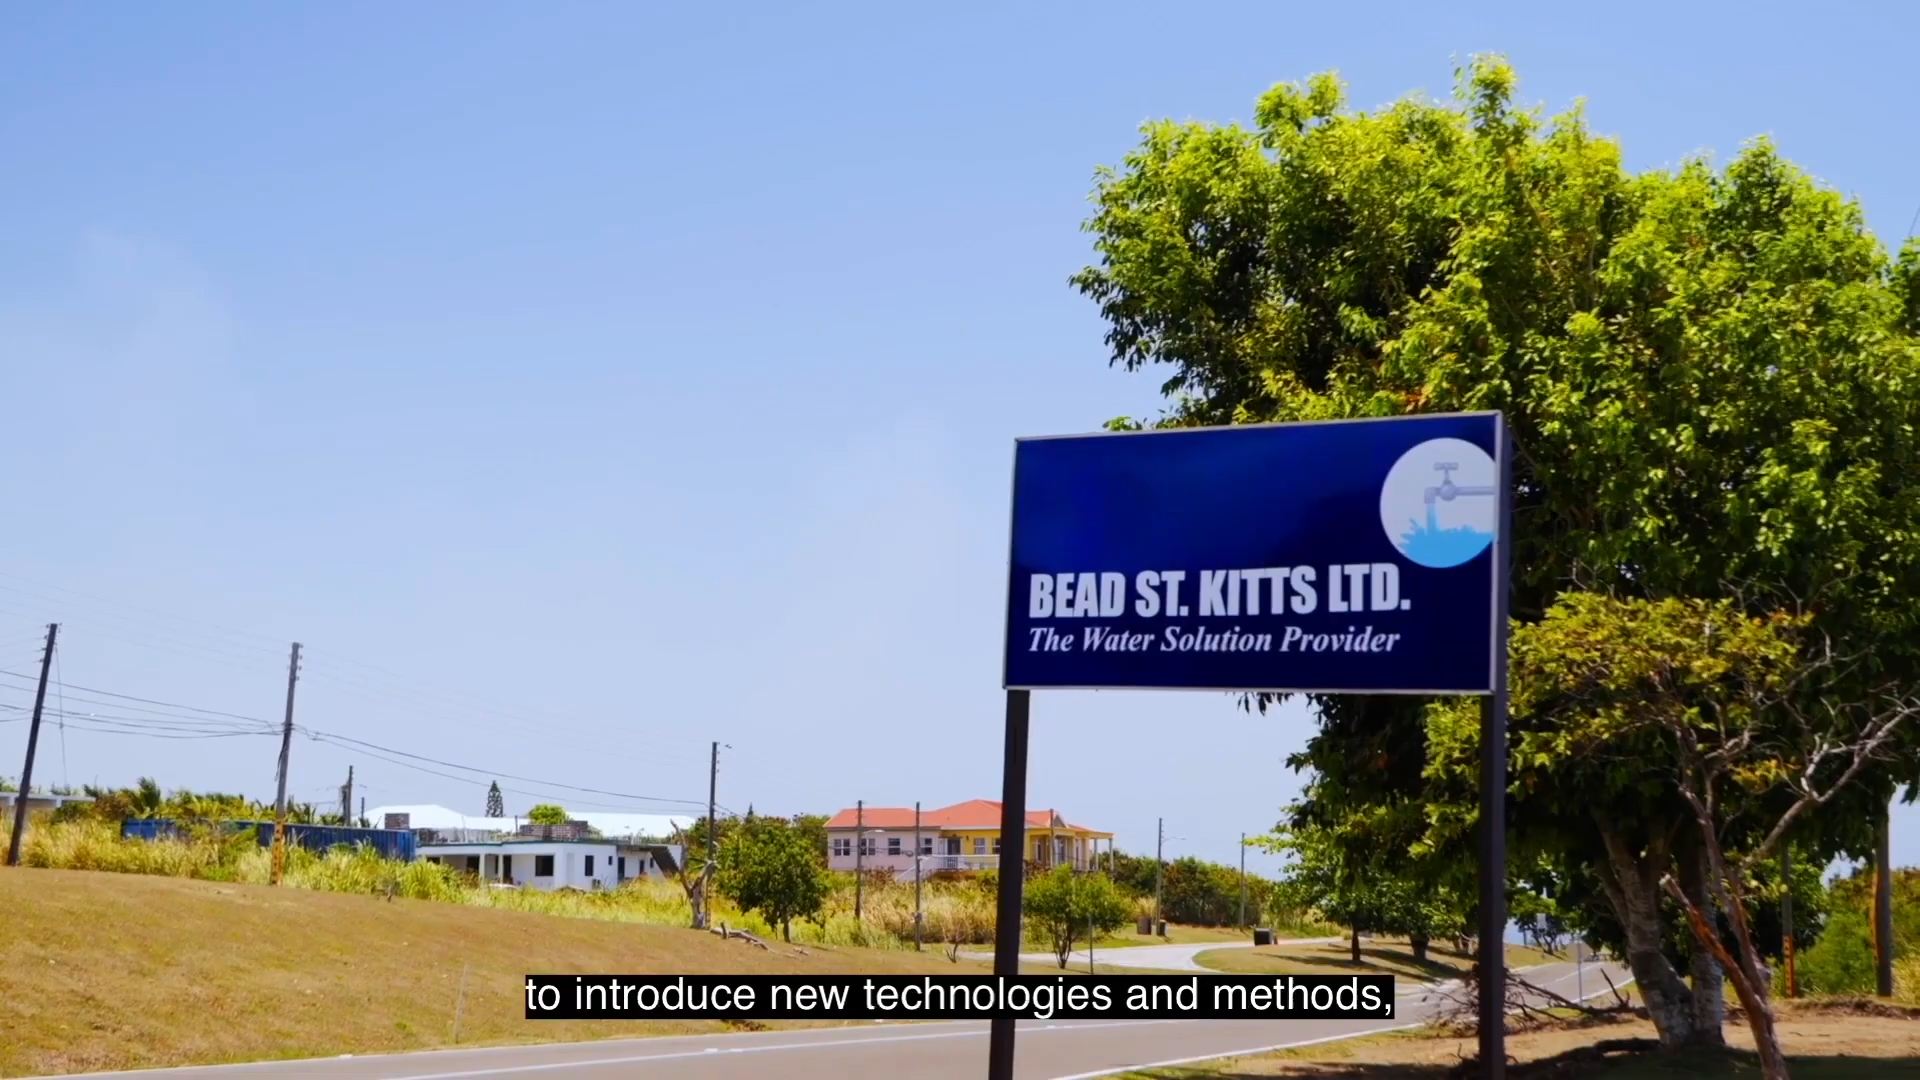 BEAD ST. KITTS LTD.
The Water Solution Provider
to introduce new technologies and methods,